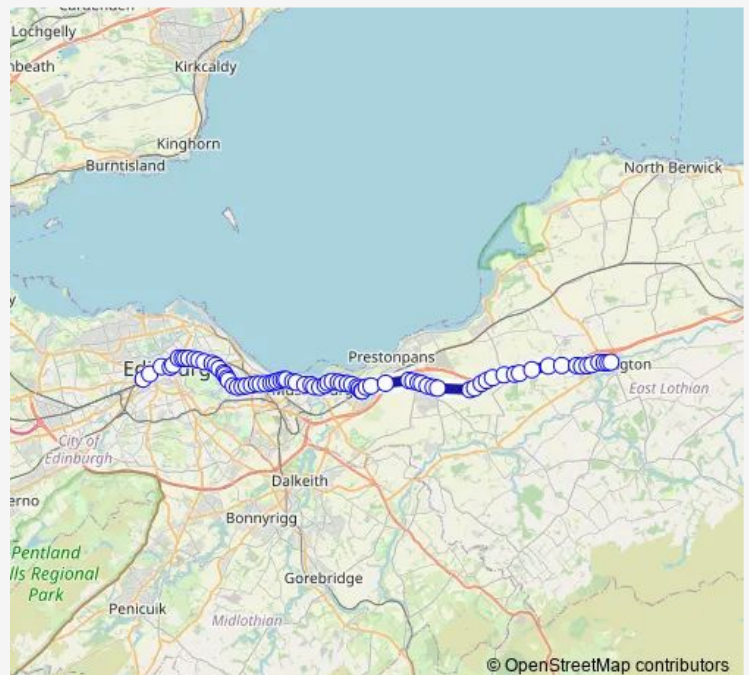 Lochgelly
Kirkcaldy
Kinghorn
Burntisland
North Berwick
Prestonpans
East Lothian
City of
Edinburgh
Dalkeith
Bonnyrigg
Pentland
lls Regional
Park
Gorebridge
Penicuik
Midlothian
© OpenStreetMap contributors